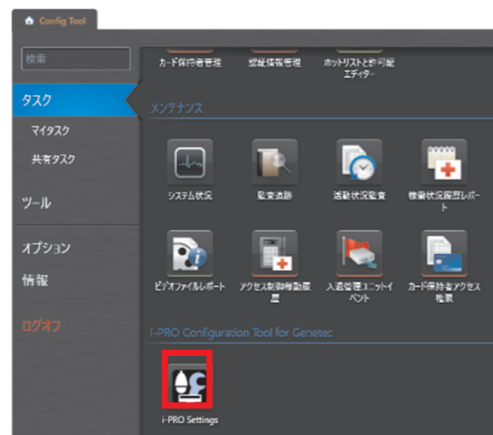 Config Tool
検索
カード保持者管理
認証情報管理
ホットリストと許可証
エディター
タスク
メンテナンス
マイタスク
共有タスク
システム状況
監査追跡
活動状況監査
稼働状況履歴レポー
ト
ツール
オプション
情報
ビデオファイルレポート
アクセス制御稼動履
歴
入退管理ユニットイ
ベント
カード保持者アクセス
権限
ログオフ
i-PRO Configuration Tool for Genetec
i-PRO Settings